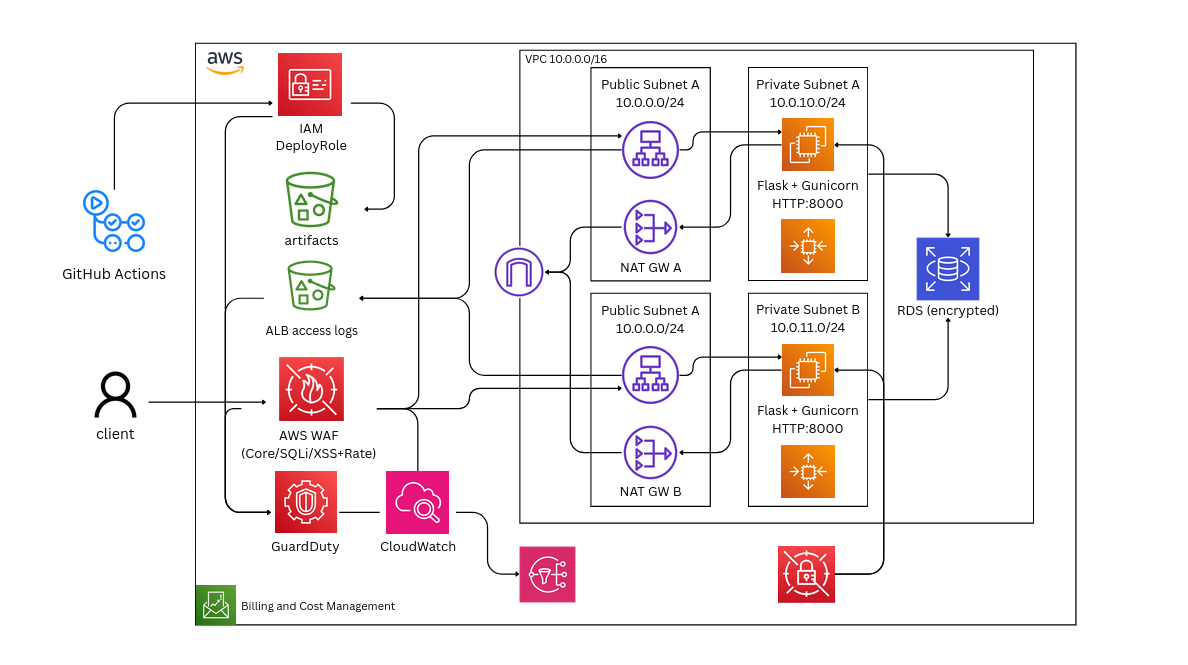 aws
VPC 10.0.0.0/16
IAM
DeployRole
artifacts
ALB access logs
GitHub Actions
client
AWS WAF
(Core/SQLi/XSS+Rate)
GuardDuty
CloudWatch
Billing and Cost Management
Public Subnet A
10.0.0.0/24
NAT GW A
Private Subnet A
10.0.10.0/24
Flask + Gunicorn
HTTP:8000
Public Subnet A
10.0.0.0/24
NAT GW B
Private Subnet B
10.0.11.0/24
Flask + Gunicorn
HTTP:8000
RDS (encrypted)